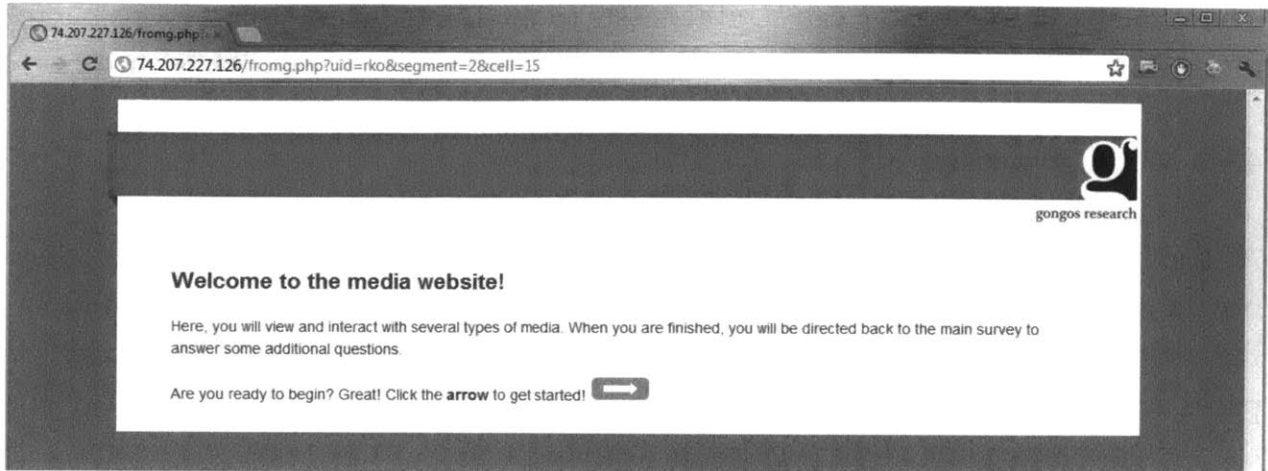 74.207.227.126/fromg.php
74.207.227.126/fromg.php?uid=rko&segment=2&cell=15
g
gongos research
Welcome to the media website!
Here, you will view and interact with several types of media. When you are finished, you will be directed back to the main survey to
answer some additional questions.
Are you ready to begin? Great! Click the arrow to get started!